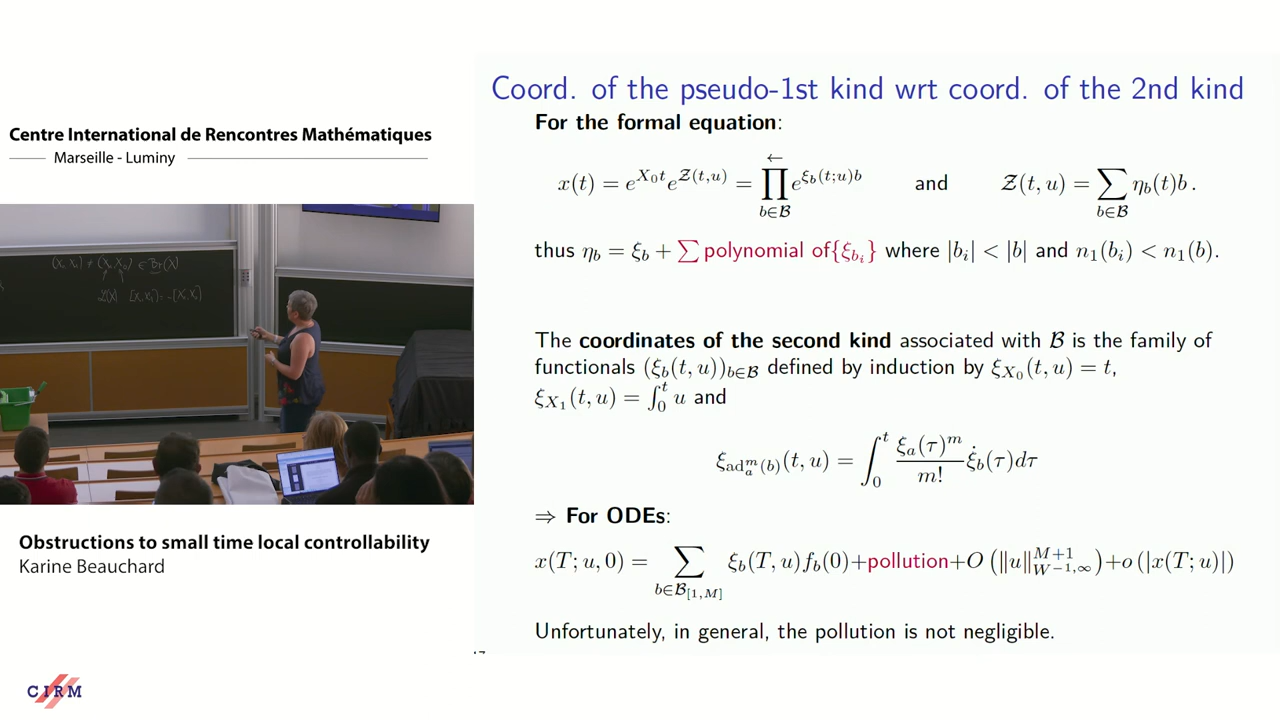 Centre International de Rencontres Mathématiques
Marseille - Luminy
Obstructions to small time local controllability
Karine Beauchard
CIRM
Coord. of the pseudo-1st kind wrt coord. of the 2nd kind
For the formal equation:
x(t) = e^{X_0 t} e^{𝒵(t,u)} = \overleftarrow{∏}_{b∈ℬ} e^{ξ_b(t;u)b} and 𝒵(t, u) = ∑_{b∈ℬ} η_b(t)b .
thus η_b = ξ_b + ∑ polynomial of{ξ_{b_i}} where |b_i| < |b| and n_1(b_i) < n_1(b).
The coordinates of the second kind associated with ℬ is the family of
functionals (ξ_b(t, u))_{b∈ℬ} defined by induction by ξ_{X_0}(t, u) = t,
ξ_{X_1}(t, u) = ∫_0^t u and
ξ_{ad_a^m(b)}(t, u) = ∫_0^t \frac{ξ_a(τ)^m}{m!} \dot{ξ}_b(τ)dτ
⇒ For ODEs:
x(T; u, 0) = ∑_{b∈ℬ_{[1,M]}} ξ_b(T, u)f_b(0)+pollution+O (‖u‖_{W^{-1,∞}}^{M+1})+o (|x(T; u)|)
Unfortunately, in general, the pollution is not negligible.